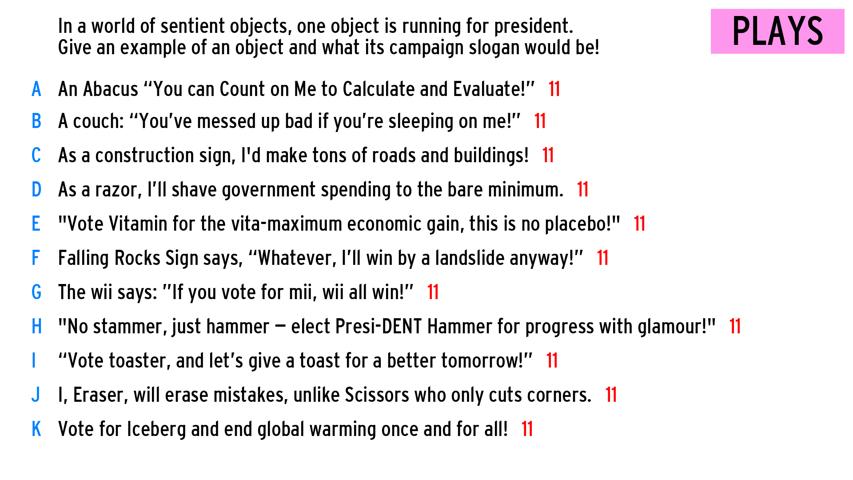 In a world of sentient objects, one object is running for president.
Give an example of an object and what its campaign slogan would be!
PLAYS
A An Abacus “You can Count on Me to Calculate and Evaluate!” 11
B A couch: “You’ve messed up bad if you’re sleeping on me!” 11
C As a construction sign, I'd make tons of roads and buildings! 11
D As a razor, I’ll shave government spending to the bare minimum. 11
E "Vote Vitamin for the vita-maximum economic gain, this is no placebo!" 11
F Falling Rocks Sign says, “Whatever, I’ll win by a landslide anyway!” 11
G The wii says: ”If you vote for mii, wii all win!” 11
H "No stammer, just hammer – elect Presi-DENT Hammer for progress with glamour!" 11
I “Vote toaster, and let’s give a toast for a better tomorrow!” 11
J I, Eraser, will erase mistakes, unlike Scissors who only cuts corners. 11
K Vote for Iceberg and end global warming once and for all! 11